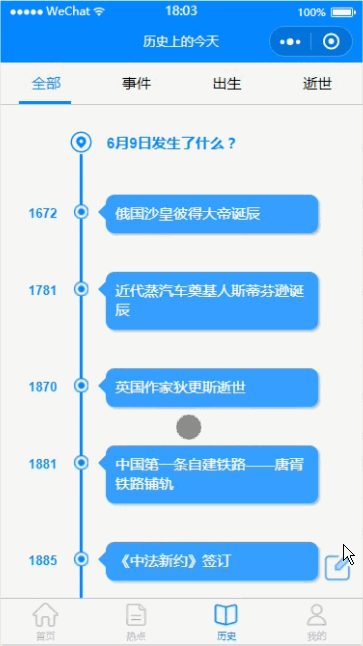 WeChat 18:03 100%
历史上的今天
全部 事件 出生 逝世
6月9日发生了什么？
1672 俄国沙皇彼得大帝诞辰
1781 近代蒸汽车奠基人斯蒂芬逊诞
辰
1870 英国作家狄更斯逝世
1881 中国第一条自建铁路——唐胥
铁路铺轨
1885 《中法新约》签订
首页 热点 历史 我的